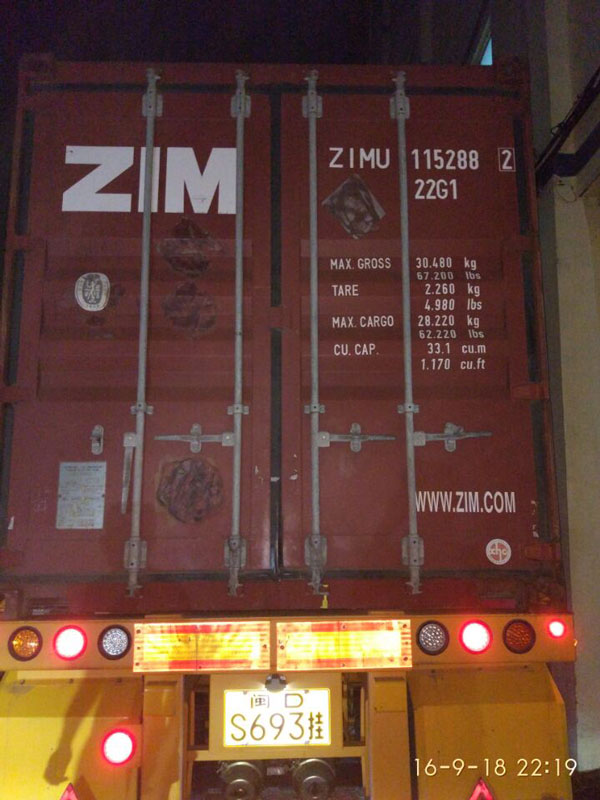 ZIM
ZIMU 115288 2
22G1
MAX. GROSS 30.480 kg
67.200 lbs
TARE 2.260 kg
4.980 lbs
MAX. CARGO 28.220 kg
62.220 lbs
CU. CAP. 33.1 cu.m
1.170 cu.ft
WWW.ZIM.COM
zhc
闽D
S693挂
16-9-18 22:19